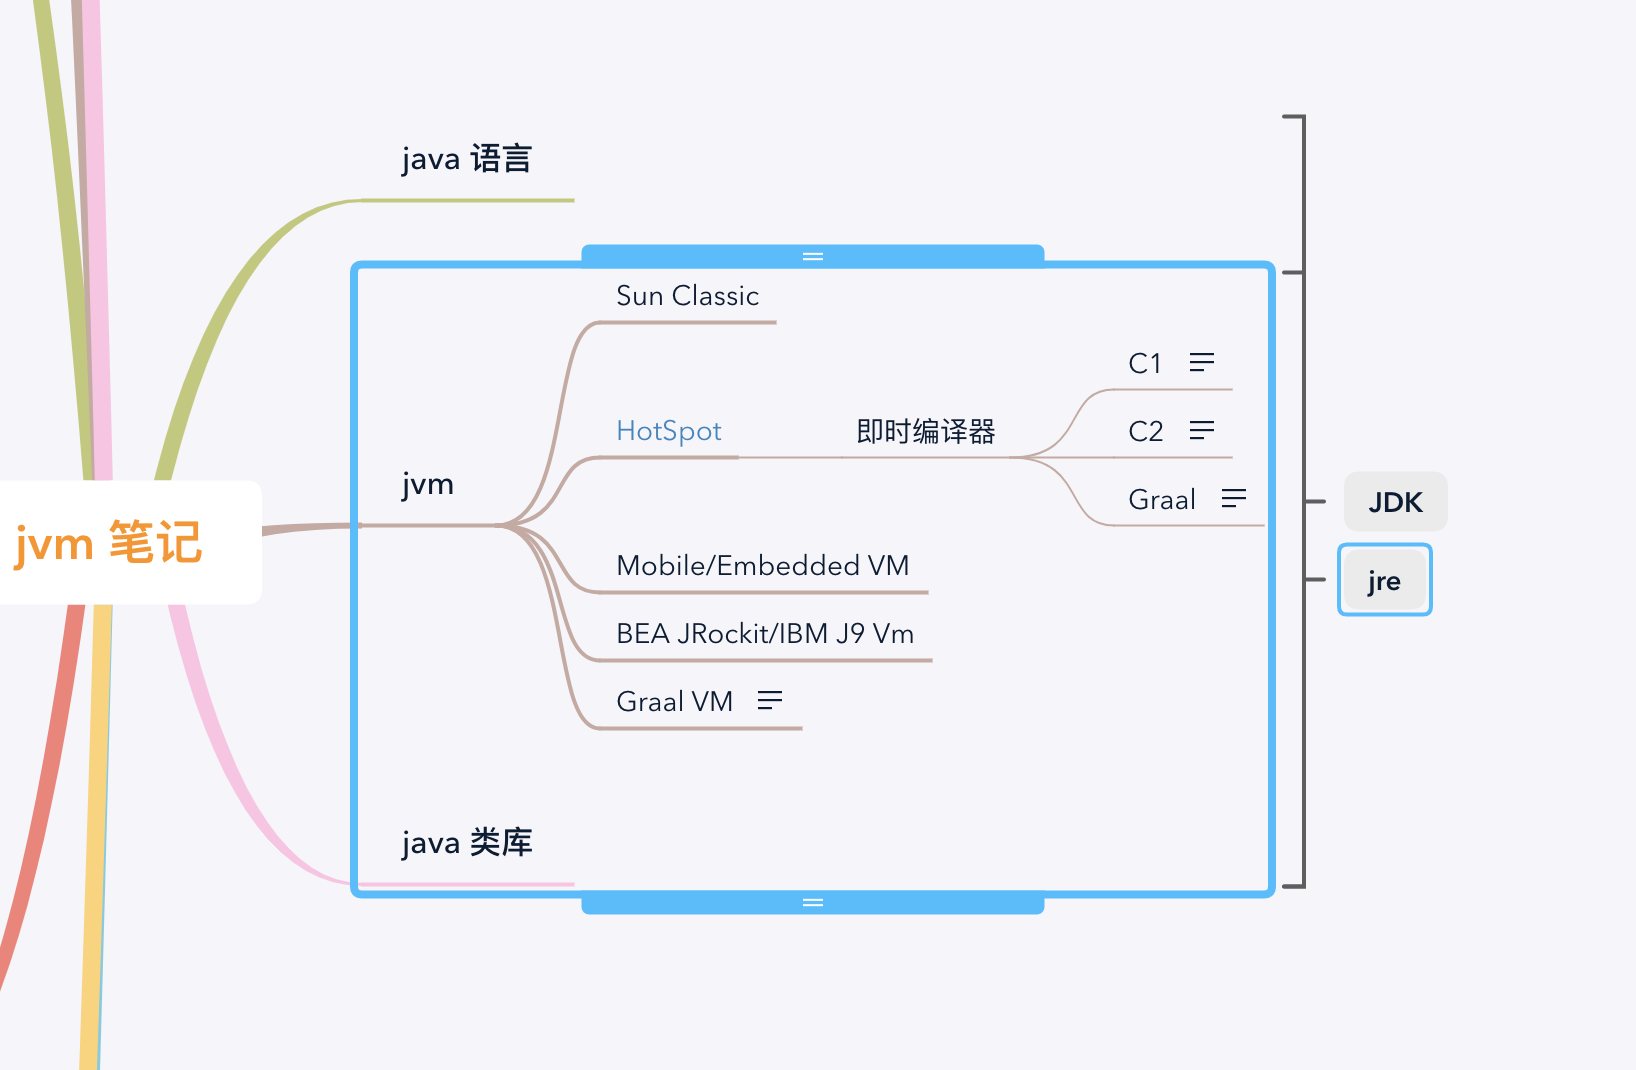 java 语言
Sun Classic
C1
HotSpot
即时编译器
C2
jvm
Graal
JDK
jvm 笔记
Mobile/Embedded VM
jre
BEA JRockit/IBM J9 Vm
Graal VM
java 类库